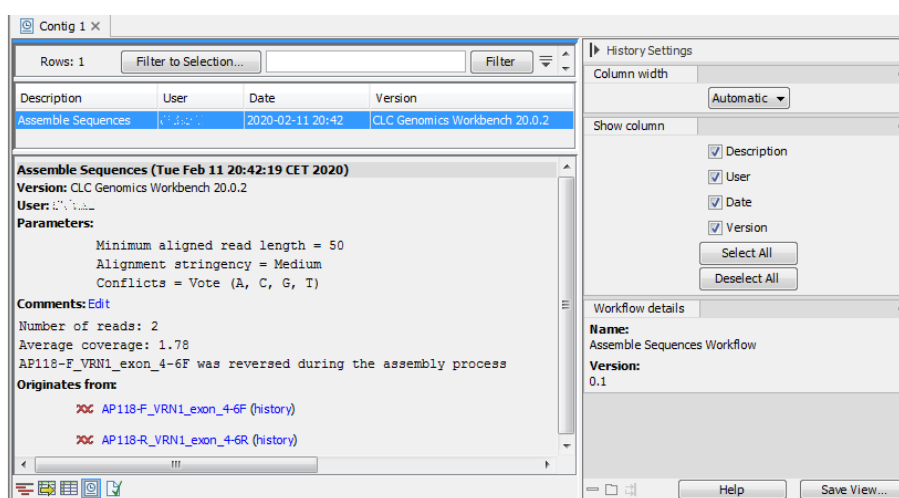 Contig 1
History Settings
Rows: 1 Filter to Selection... Filter
Column width
Automatic
Description User Date Version
Assemble Sequences 2020-02-11 20:42 CLC Genomics Workbench 20.0.2
Show column
Description
User
Date
Version
Select All
Deselect All
Assemble Sequences (Tue Feb 11 20:42:19 CET 2020)
Version: CLC Genomics Workbench 20.0.2
User:
Parameters:
Minimum aligned read length = 50
Alignment stringency = Medium
Conflicts = Vote (A, C, G, T)
Comments: Edit
Number of reads: 2
Average coverage: 1.78
AP118-F_VRN1_exon_4-6F was reversed during the assembly process
Originates from:
AP118-F_VRN1_exon_4-6F (history)
AP118-R_VRN1_exon_4-6R (history)
Workflow details
Name:
Assemble Sequences Workflow
Version:
0.1
Help Save View...